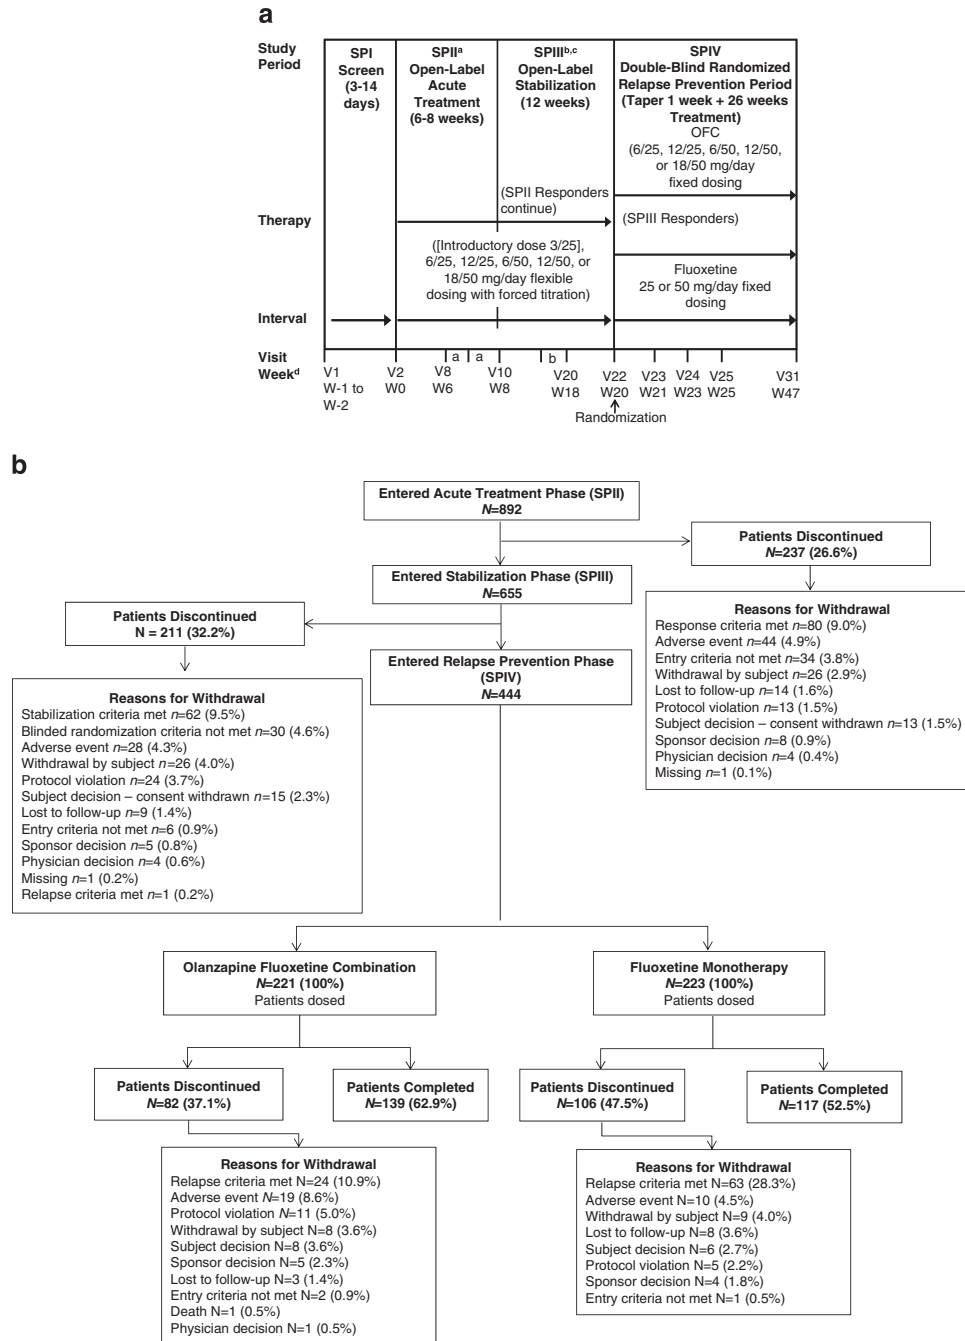 a
Study
Period
SPI
Screen
(3-14
days)
SPIIᵃ
Open-Label
Acute
Treatment
(6-8 weeks)
SPIIIᵇ,ᶜ
Open-Label
Stabilization
(12 weeks)
SPIV
Double-Blind Randomized
Relapse Prevention Period
(Taper 1 week + 26 weeks
Treatment)
OFC
(6/25, 12/25, 6/50, 12/50,
or 18/50 mg/day
fixed dosing
Therapy
(SPII Responders
continue)
(SPIII Responders)
([Introductory dose 3/25],
6/25, 12/25, 6/50, 12/50, or
18/50 mg/day flexible
dosing with forced titration)
Fluoxetine
25 or 50 mg/day fixed
dosing
Interval
Visit
Weekᵈ
a a b
V1
W-1 to
W-2
V2
W0
V8
W6
V10
W8
V20
W18
V22
W20
V23
W21
V24
W23
V25
W25
V31
W47
Randomization
b
Entered Acute Treatment Phase (SPII)
N=892
Patients Discontinued
N=237 (26.6%)
Entered Stabilization Phase (SPIII)
N=655
Reasons for Withdrawal
Response criteria met n=80 (9.0%)
Adverse event n=44 (4.9%)
Entry criteria not met n=34 (3.8%)
Withdrawal by subject n=26 (2.9%)
Lost to follow-up n=14 (1.6%)
Protocol violation n=13 (1.5%)
Subject decision – consent withdrawn n=13 (1.5%)
Sponsor decision n=8 (0.9%)
Physician decision n=4 (0.4%)
Missing n=1 (0.1%)
Patients Discontinued
N = 211 (32.2%)
Entered Relapse Prevention Phase
(SPIV)
N=444
Reasons for Withdrawal
Stabilization criteria met n=62 (9.5%)
Blinded randomization criteria not met n=30 (4.6%)
Adverse event n=28 (4.3%)
Withdrawal by subject n=26 (4.0%)
Protocol violation n=24 (3.7%)
Subject decision – consent withdrawn n=15 (2.3%)
Lost to follow-up n=9 (1.4%)
Entry criteria not met n=6 (0.9%)
Sponsor decision n=5 (0.8%)
Physician decision n=4 (0.6%)
Missing n=1 (0.2%)
Relapse criteria met n=1 (0.2%)
Olanzapine Fluoxetine Combination
N=221 (100%)
Patients dosed
Fluoxetine Monotherapy
N=223 (100%)
Patients dosed
Patients Discontinued
N=82 (37.1%)
Patients Completed
N=139 (62.9%)
Patients Discontinued
N=106 (47.5%)
Patients Completed
N=117 (52.5%)
Reasons for Withdrawal
Relapse criteria met N=24 (10.9%)
Adverse event N=19 (8.6%)
Protocol violation N=11 (5.0%)
Withdrawal by subject N=8 (3.6%)
Subject decision N=8 (3.6%)
Sponsor decision N=5 (2.3%)
Lost to follow-up N=3 (1.4%)
Entry criteria not met N=2 (0.9%)
Death N=1 (0.5%)
Physician decision N=1 (0.5%)
Reasons for Withdrawal
Relapse criteria met N=63 (28.3%)
Adverse event N=10 (4.5%)
Withdrawal by subject N=9 (4.0%)
Lost to follow-up N=8 (3.6%)
Subject decision N=6 (2.7%)
Protocol violation N=5 (2.2%)
Sponsor decision N=4 (1.8%)
Entry criteria not met N=1 (0.5%)